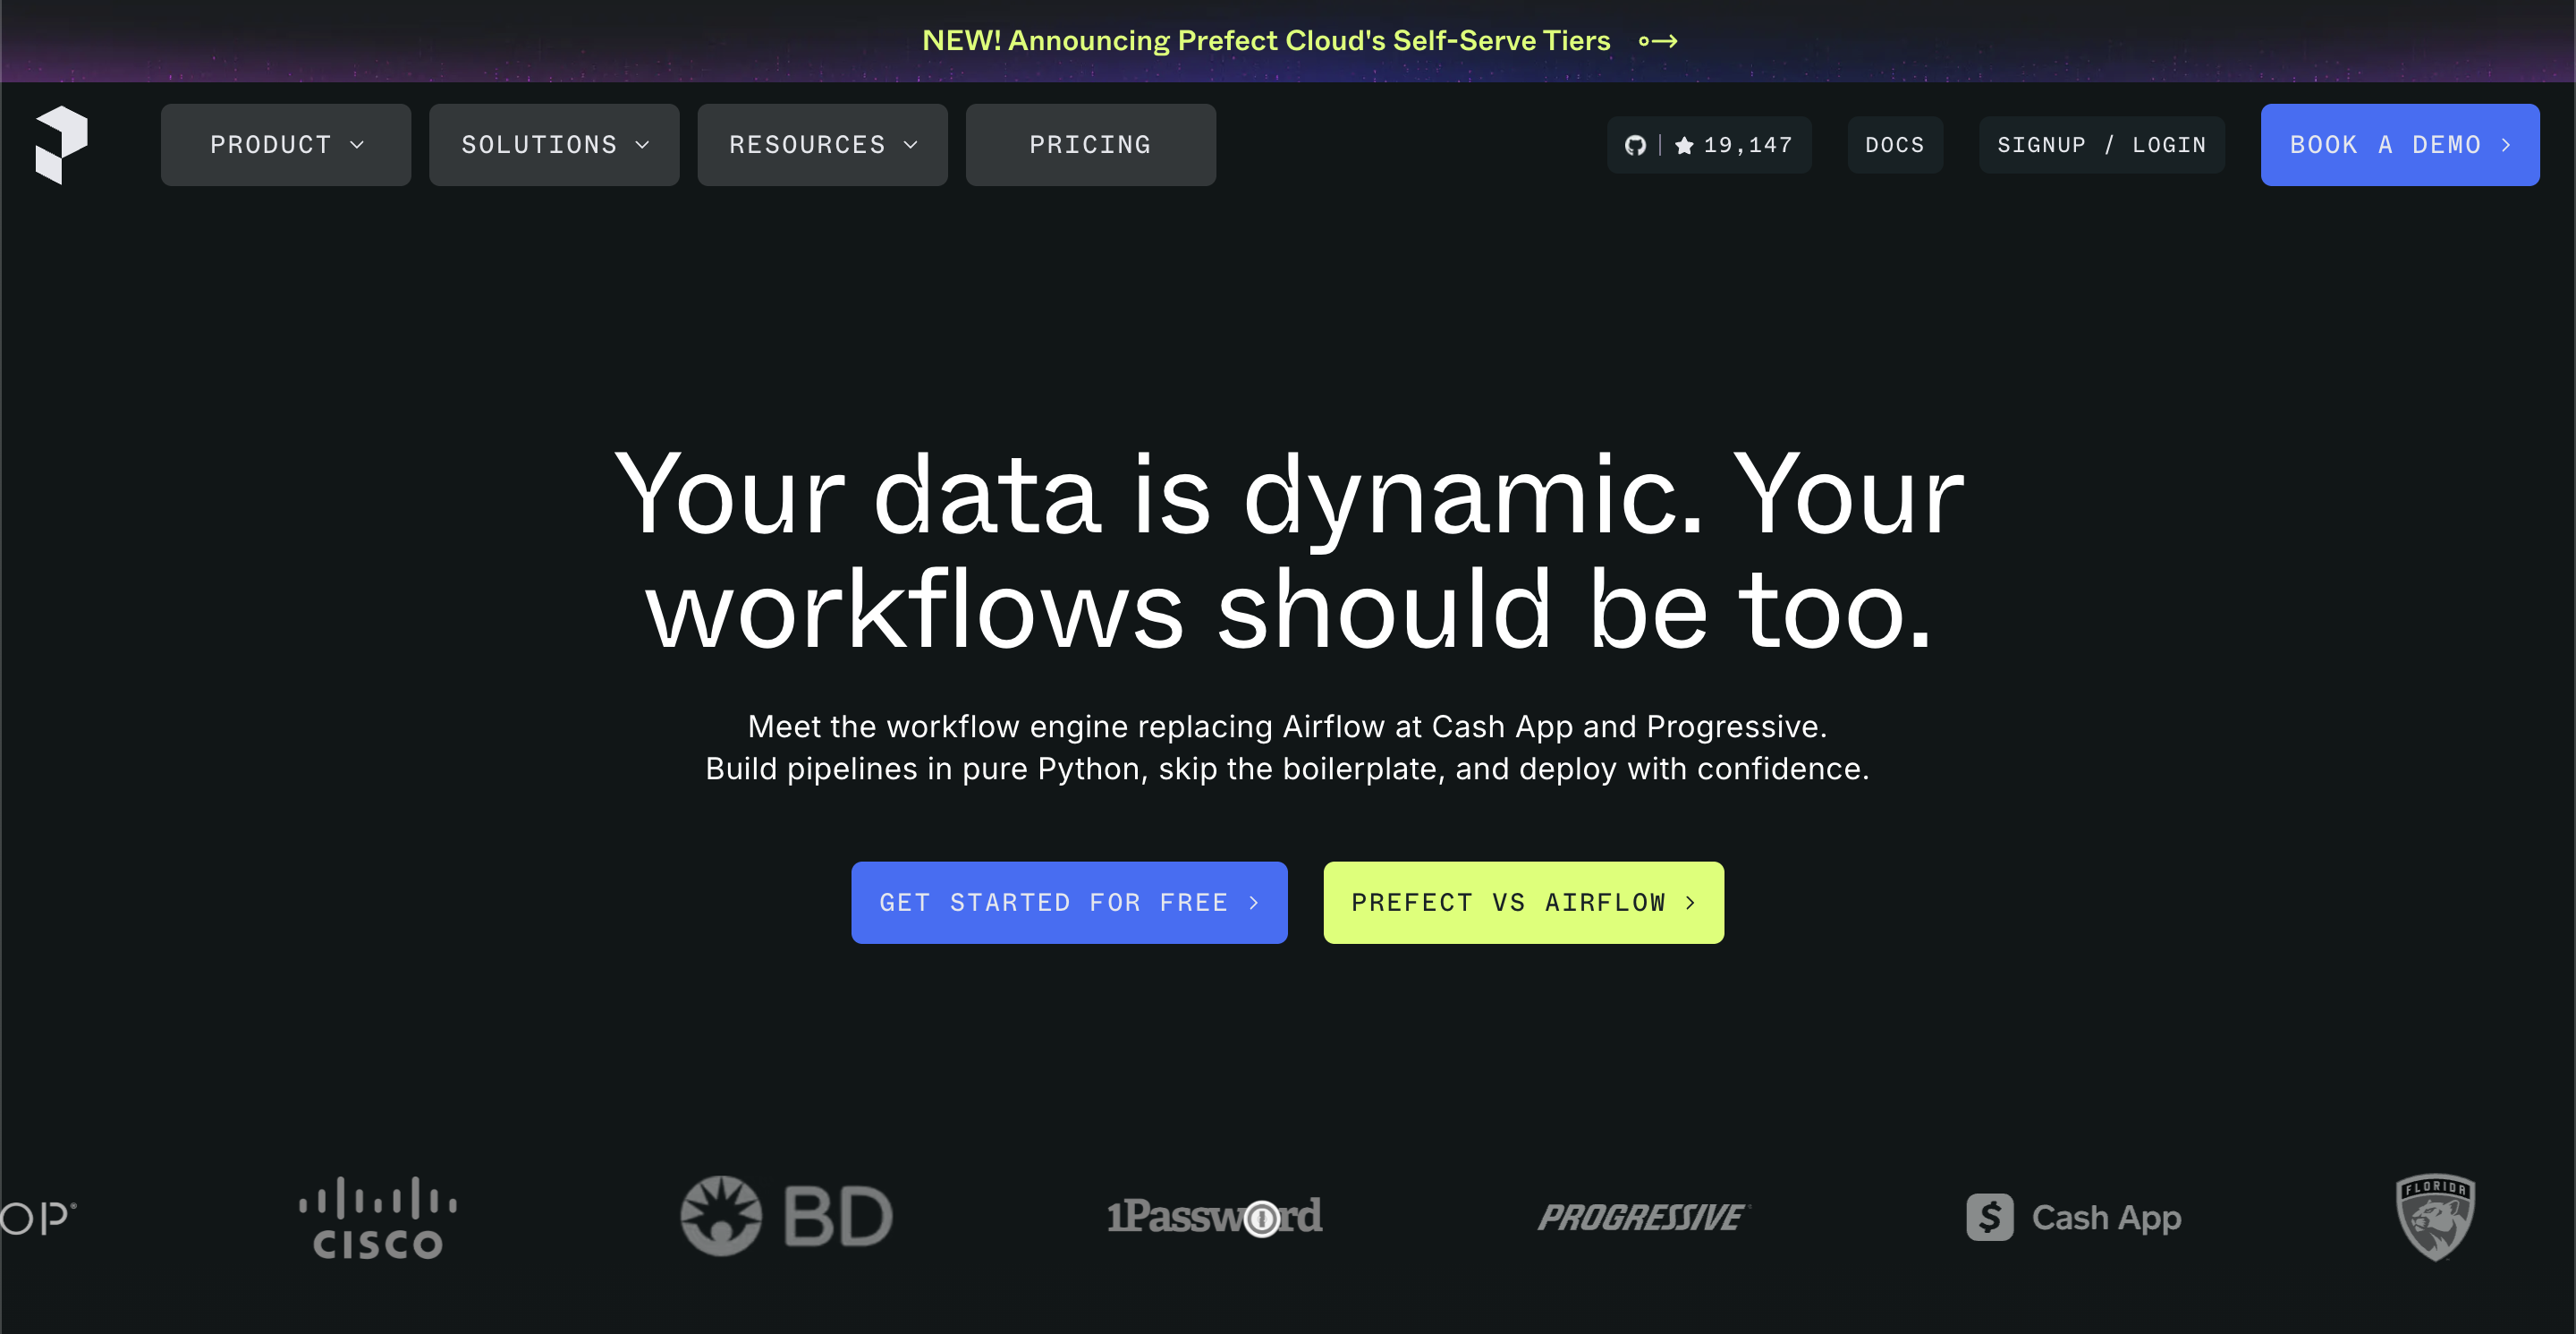 NEW! Announcing Prefect Cloud's Self-Serve Tiers
PRODUCT
SOLUTIONS
RESOURCES
PRICING
19,147
DOCS
SIGNUP / LOGIN
BOOK A DEMO
Your data is dynamic. Your
workflows should be too.
Meet the workflow engine replacing Airflow at Cash App and Progressive.
Build pipelines in pure Python, skip the boilerplate, and deploy with confidence.
GET STARTED FOR FREE
PREFECT VS AIRFLOW
OP®
CISCO
BD
1Password
PROGRESSIVE
$ Cash App
FLORIDA